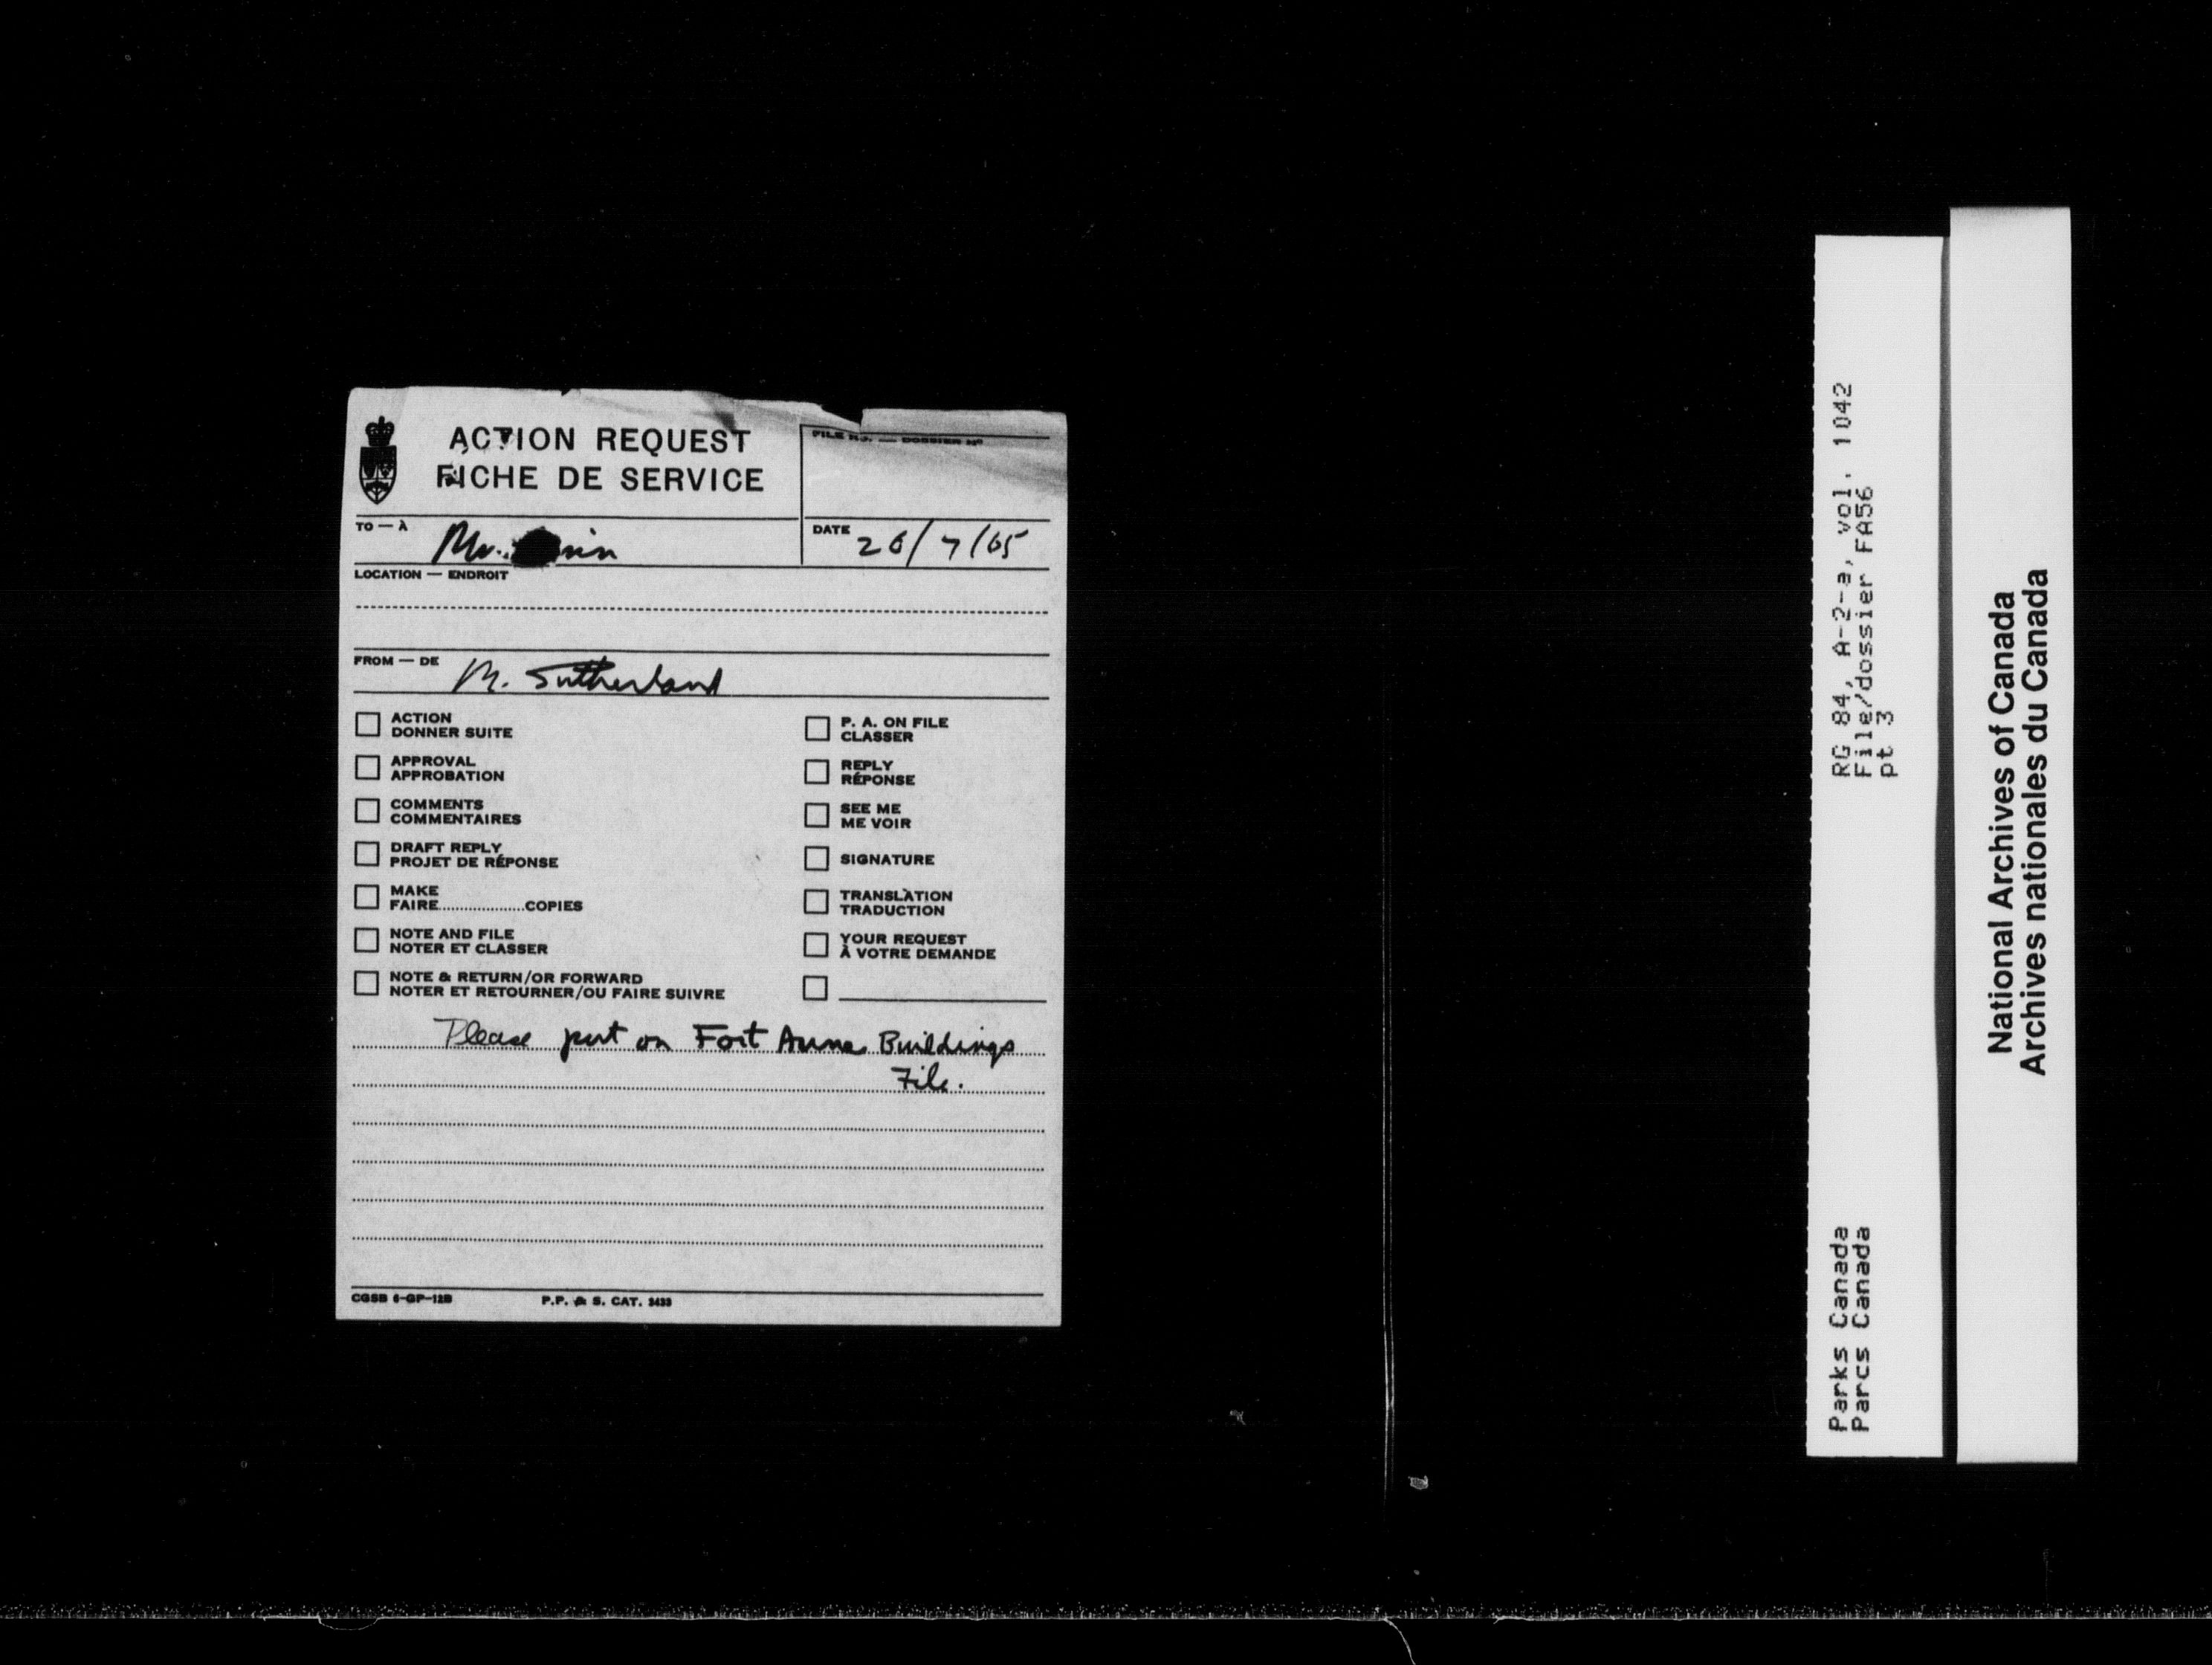 ACTION REQUEST
FICHE DE SERVICE
FILE NO. — DOSSIER Nº
TO — À Mr.
DATE 20/7/65
LOCATION — ENDROIT
FROM — DE M. Sutherland
ACTION
DONNER SUITE
APPROVAL
APPROBATION
COMMENTS
COMMENTAIRES
DRAFT REPLY
PROJET DE RÉPONSE
MAKE
FAIRE....................COPIES
NOTE AND FILE
NOTER ET CLASSER
NOTE & RETURN/OR FORWARD
NOTER ET RETOURNER/OU FAIRE SUIVRE
P. A. ON FILE
CLASSER
REPLY
RÉPONSE
SEE ME
ME VOIR
SIGNATURE
TRANSLATION
TRADUCTION
YOUR REQUEST
À VOTRE DEMANDE
Please put on Fort Anne Buildings
File.
CGSB 6-GP-12B P.P. & S. CAT. 3433
RG 84, A-2-a, vol. 1042
File/dossier FA56
pt 3
Parks Canada
Parcs Canada
National Archives of Canada
Archives nationales du Canada